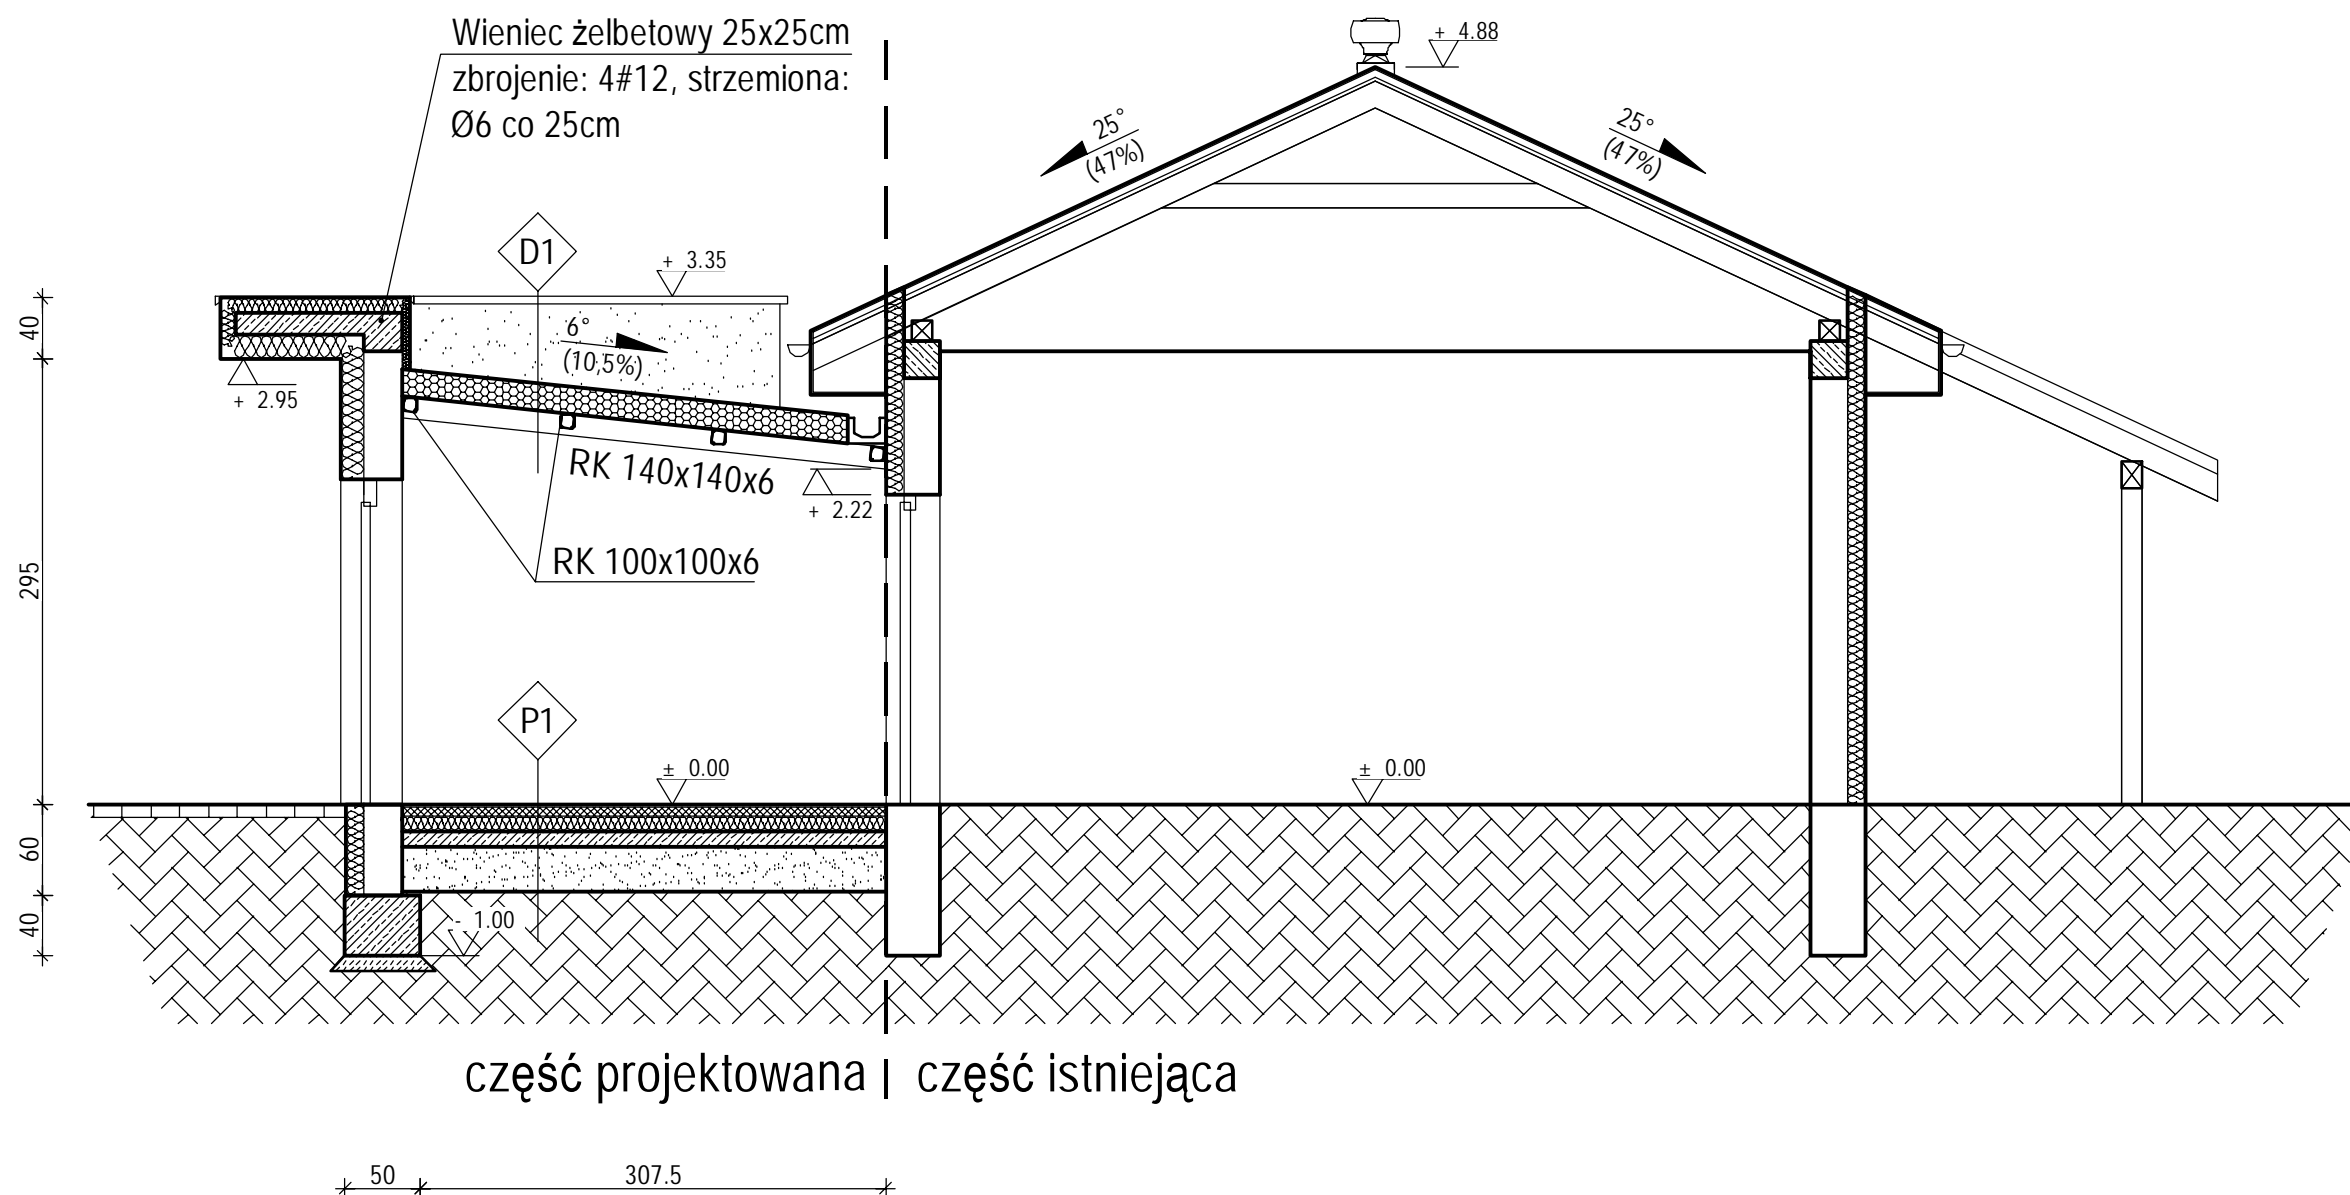 Wieniec żelbetowy 25x25cm
zbrojenie: 4#12, strzemiona:
Ø6 co 25cm
+ 4.88
25°
(47%)
25°
(47%)
D1
+ 3.35
40
6°
(10,5%)
+ 2.95
RK 140x140x6
+ 2.22
RK 100x100x6
295
P1
± 0.00
± 0.00
60
40
- 1.00
część projektowana
część istniejąca
50
307.5